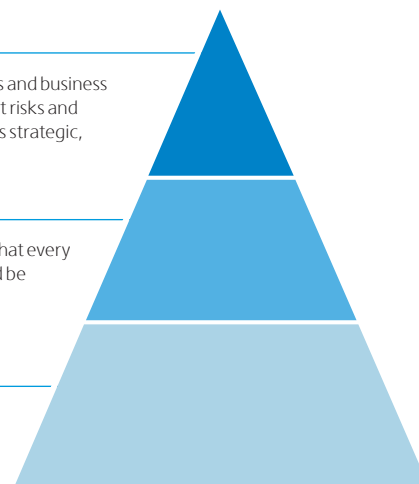 and business
t risks and
s strategic,
hat every
be